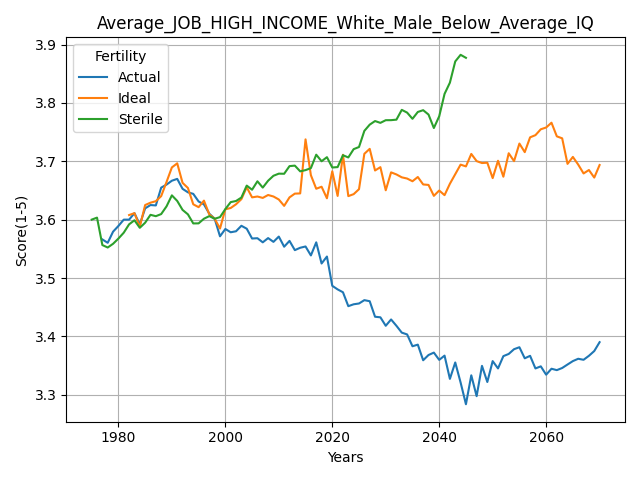 Average_JOB_HIGH_INCOME_White_Male_Below_Average_IQ
Fertility
Actual
Ideal
Sterile
3.9
3.8
3.7
3.6
3.5
3.4
3.3
Score(1-5)
1980 2000 2020 2040 2060
Years